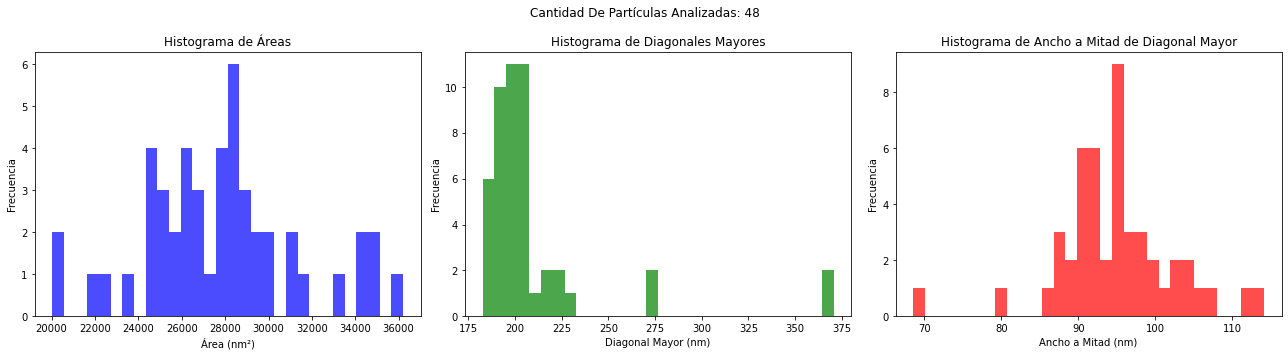 Cantidad De Partículas Analizadas: 48
Histograma de Áreas
Frecuencia
6
5
4
3
2
1
0
20000 22000 24000 26000 28000 30000 32000 34000 36000
Área (nm²)
Histograma de Diagonales Mayores
Frecuencia
10
8
6
4
2
0
175 200 225 250 275 300 325 350 375
Diagonal Mayor (nm)
Histograma de Ancho a Mitad de Diagonal Mayor
Frecuencia
8
6
4
2
0
70 80 90 100 110
Ancho a Mitad (nm)